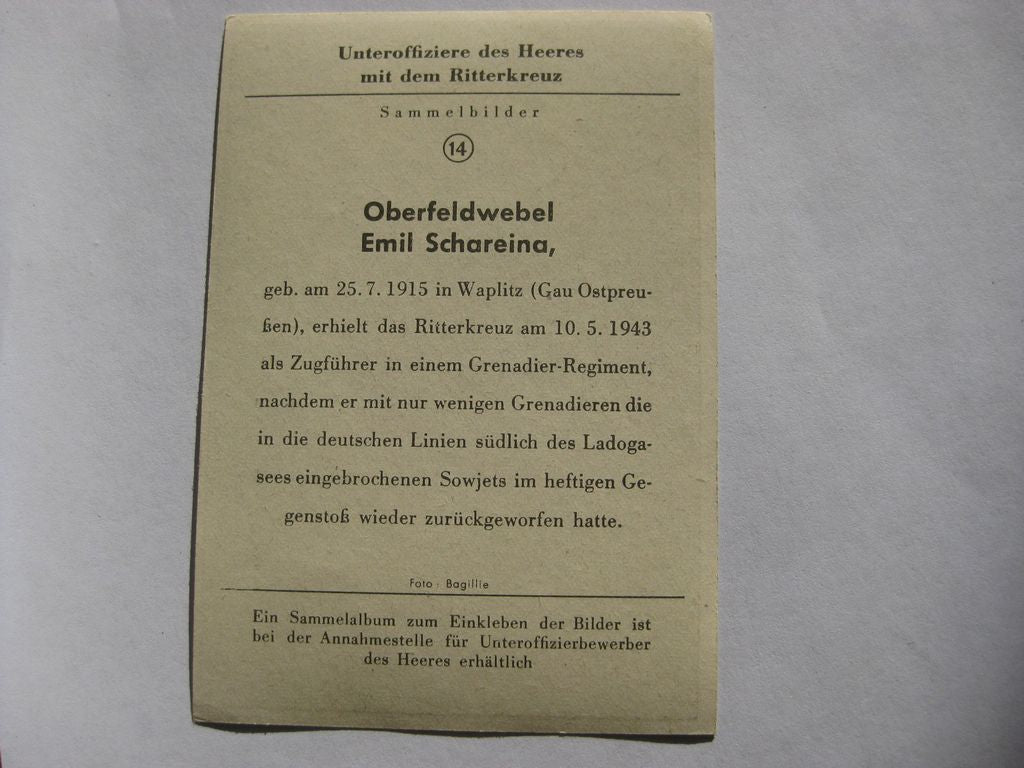 Unteroffiziere des Heeres
mit dem Ritterkreuz
Sammelbilder
14
Oberfeldwebel
Emil Schareina,
geb. am 25. 7. 1915 in Waplitz (Gau Ostpreu-
ßen), erhielt das Ritterkreuz am 10. 5. 1943
als Zugführer in einem Grenadier-Regiment,
nachdem er mit nur wenigen Grenadieren die
in die deutschen Linien südlich des Ladoga-
sees eingebrochenen Sowjets im heftigen Ge-
genstoß wieder zurückgeworfen hatte.
Foto: Bagillie
Ein Sammelalbum zum Einkleben der Bilder ist
bei der Annahmestelle für Unteroffizierbewerber
des Heeres erhältlich